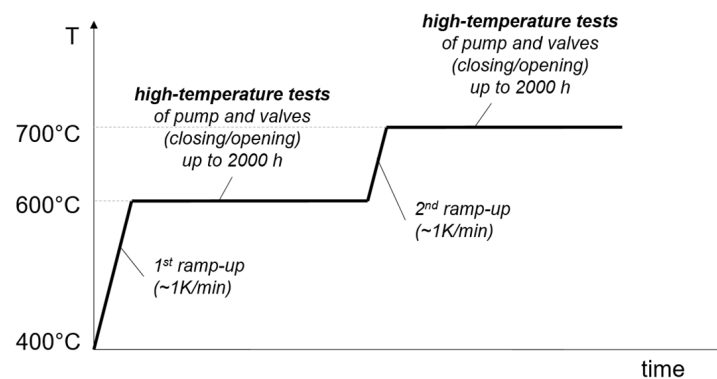 T
high-temperature tests
of pump and valves
(closing/opening)
up to 2000 h
high-temperature tests
of pump and valves
(closing/opening)
up to 2000 h
700°C
600°C
2nd ramp-up
(~1K/min)
1st ramp-up
(~1K/min)
400°C
time